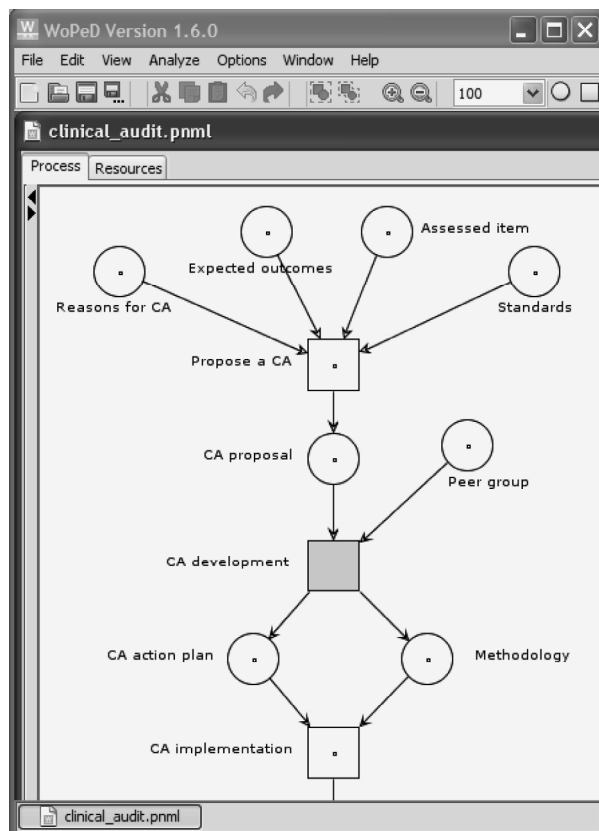 W WoPeD Version 1.6.0
File Edit View Analyze Options Window Help
100
clinical_audit.pnml
Process Resources
Assessed item
Expected outcomes
Reasons for CA
Standards
Propose a CA
CA proposal
Peer group
CA development
CA action plan
Methodology
CA implementation
clinical_audit.pnml